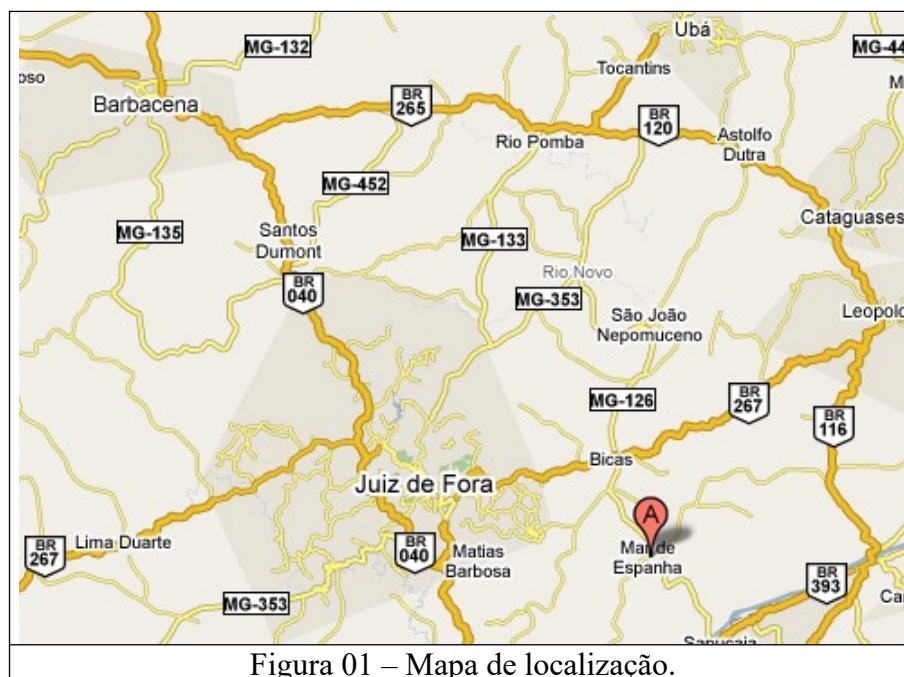 MG-132
Ubá
MG-44
oso
Tocantins
M
Barbacena
BR
265
BR
120
Rio Pomba
Astolfo
Dutra
MG-452
Cataguases
MG-135
Santos
Dumont
MG-133
Rio Novo
BR
040
MG-353
São João
Nepomuceno
Leopold
MG-126
BR
267
BR
116
Bicas
Juiz de Fora
A
BR
267
Lima Duarte
BR
040
Matias
Barbosa
Mar de
Espanha
BR
393
Ca
MG-353
Sapucaia
Figura 01 – Mapa de localização.